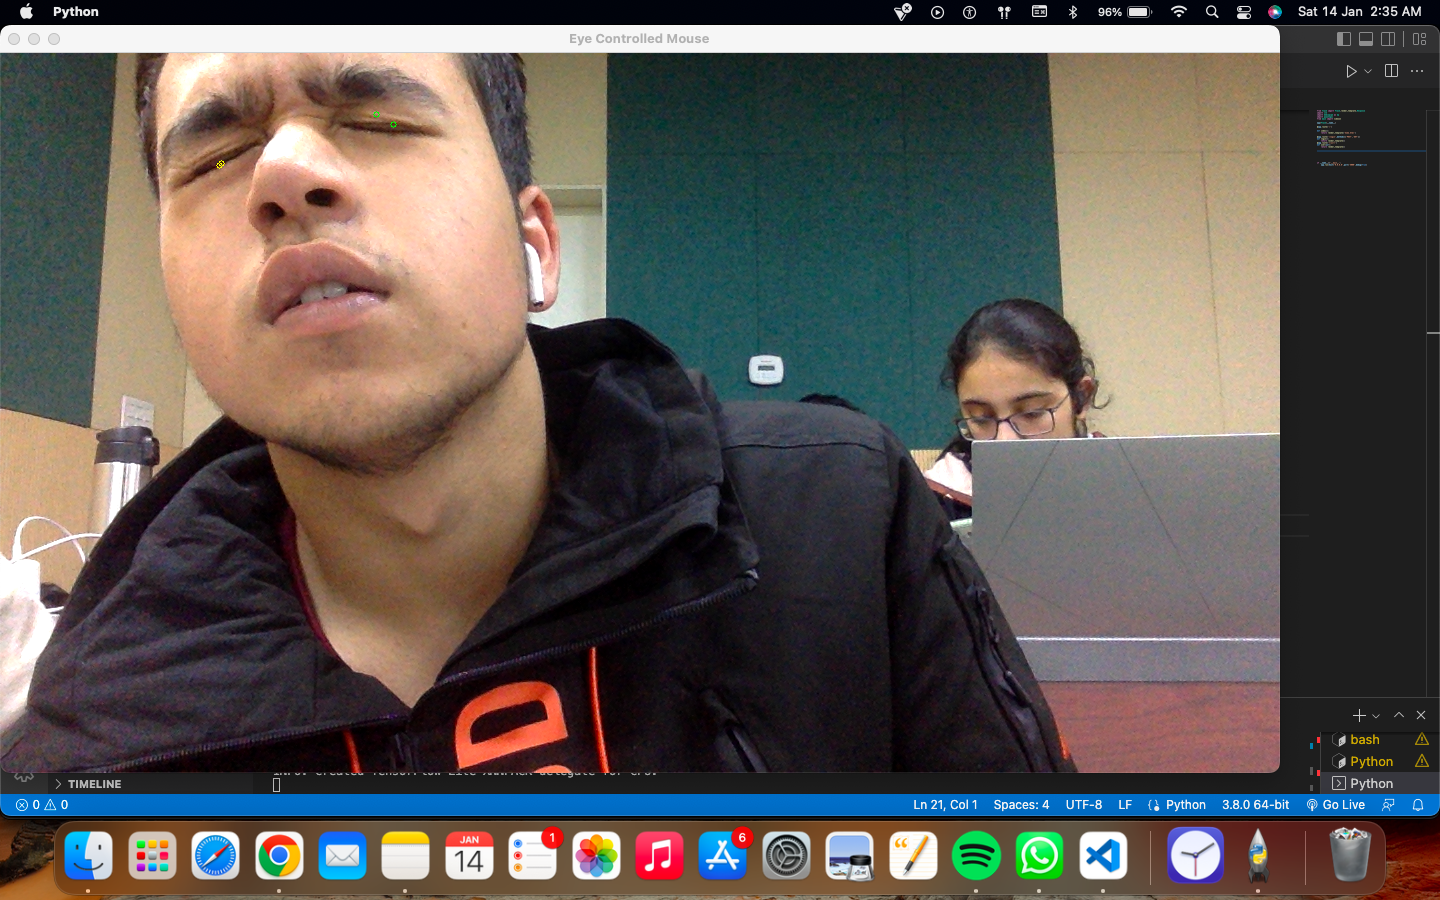 Python
96%
Sat 14 Jan 2:35 AM
Eye Controlled Mouse
bash
Python
TIMELINE
Python
0 0
Ln 21, Col 1
Spaces: 4
UTF-8
LF
Python
3.8.0 64-bit
Go Live
JAN
14
1
6